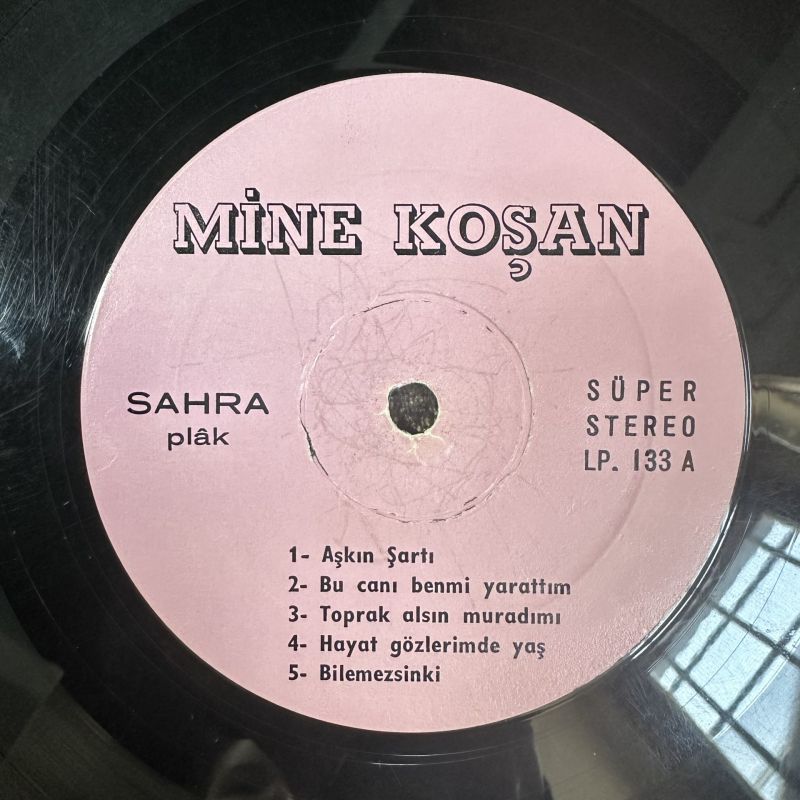 MİNE KOŞAN
SAHRA
plâk
SÜPER
STEREO
LP. 133 A
1- Aşkın Şartı
2- Bu canı benmi yarattım
3- Toprak alsın muradımı
4- Hayat gözlerimde yaş
5- Bilemezsinki